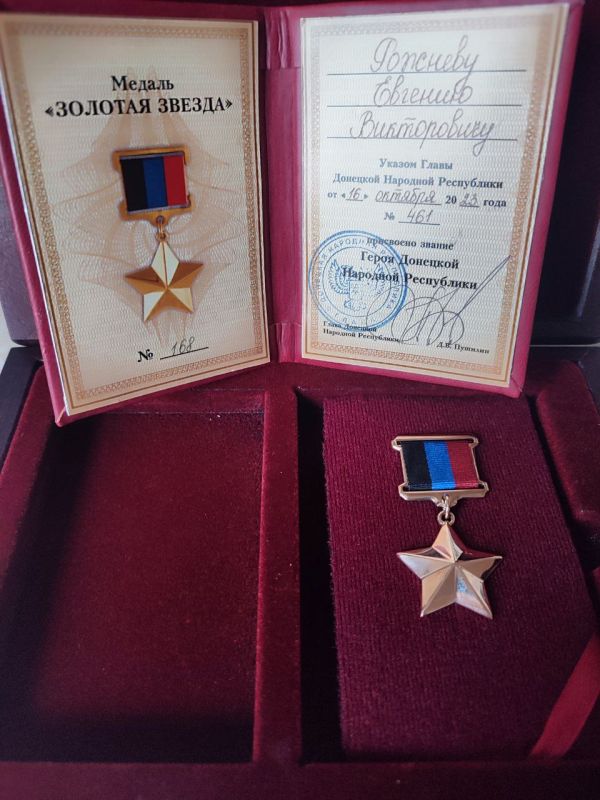 Медаль
«ЗОЛОТАЯ ЗВЕЗДА»
№ 168
Рожневу
Евгению
Викторовичу
Указом Главы
Донецкой Народной Республики
от «16» октября 2023 года
№ 461
присвоено звание
Героя Донецкой
Народной Республики
Глава Донецкой
Народной Республики
Д.В. Пушилин